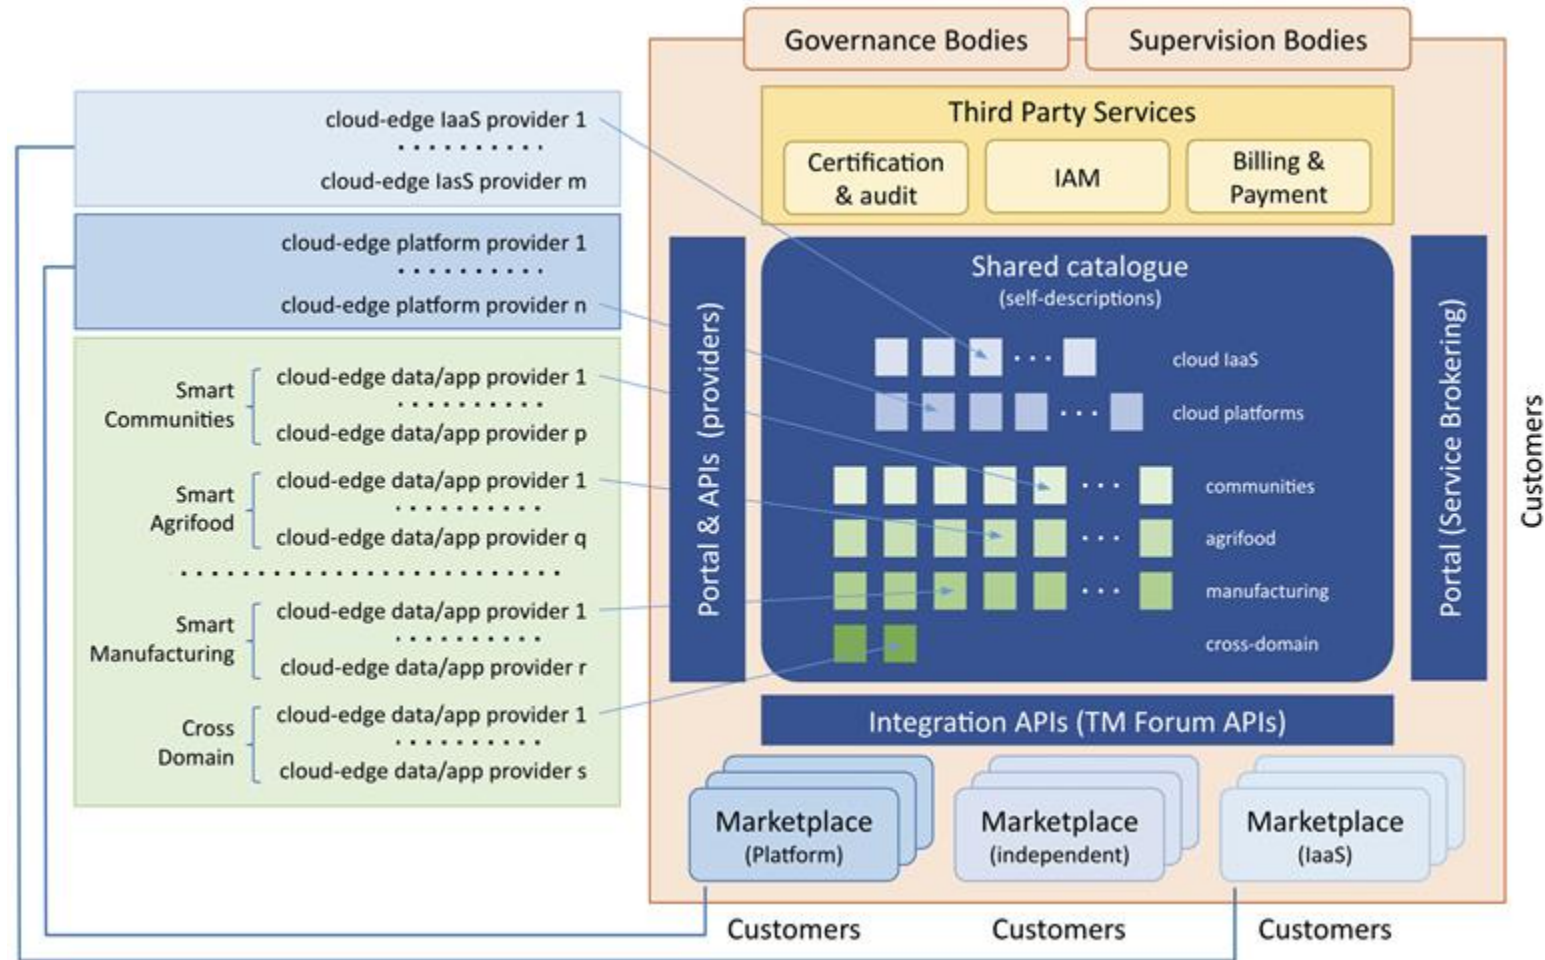 Governance Bodies
Supervision Bodies
cloud-edge IaaS provider 1
cloud-edge IasS provider m
cloud-edge platform provider 1
cloud-edge platform provider n
Smart
Communities
cloud-edge data/app provider 1
cloud-edge data/app provider p
Smart
Agrifood
cloud-edge data/app provider 1
cloud-edge data/app provider q
Smart
Manufacturing
cloud-edge data/app provider 1
cloud-edge data/app provider r
Cross
Domain
cloud-edge data/app provider 1
cloud-edge data/app provider s
Third Party Services
Certification
& audit
IAM
Billing &
Payment
Portal & APIs (providers)
Shared catalogue
(self-descriptions)
cloud IaaS
cloud platforms
communities
agrifood
manufacturing
cross-domain
Portal (Service Brokering)
Customers
Integration APIs (TM Forum APIs)
Marketplace
(Platform)
Marketplace
(independent)
Marketplace
(IaaS)
Customers
Customers
Customers